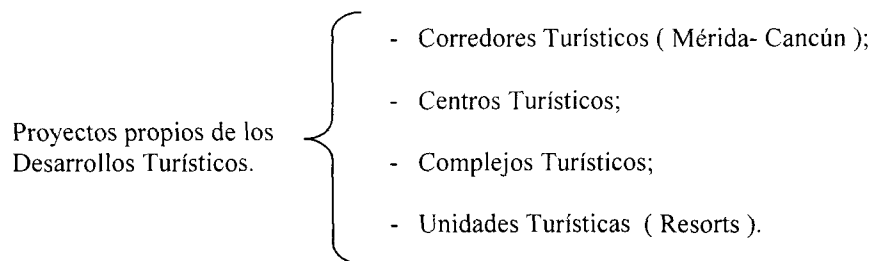 Proyectos propios de los
Desarrollos Turísticos.
- Corredores Turísticos ( Mérida- Cancún );
- Centros Turísticos;
- Complejos Turísticos;
- Unidades Turísticas ( Resorts ).